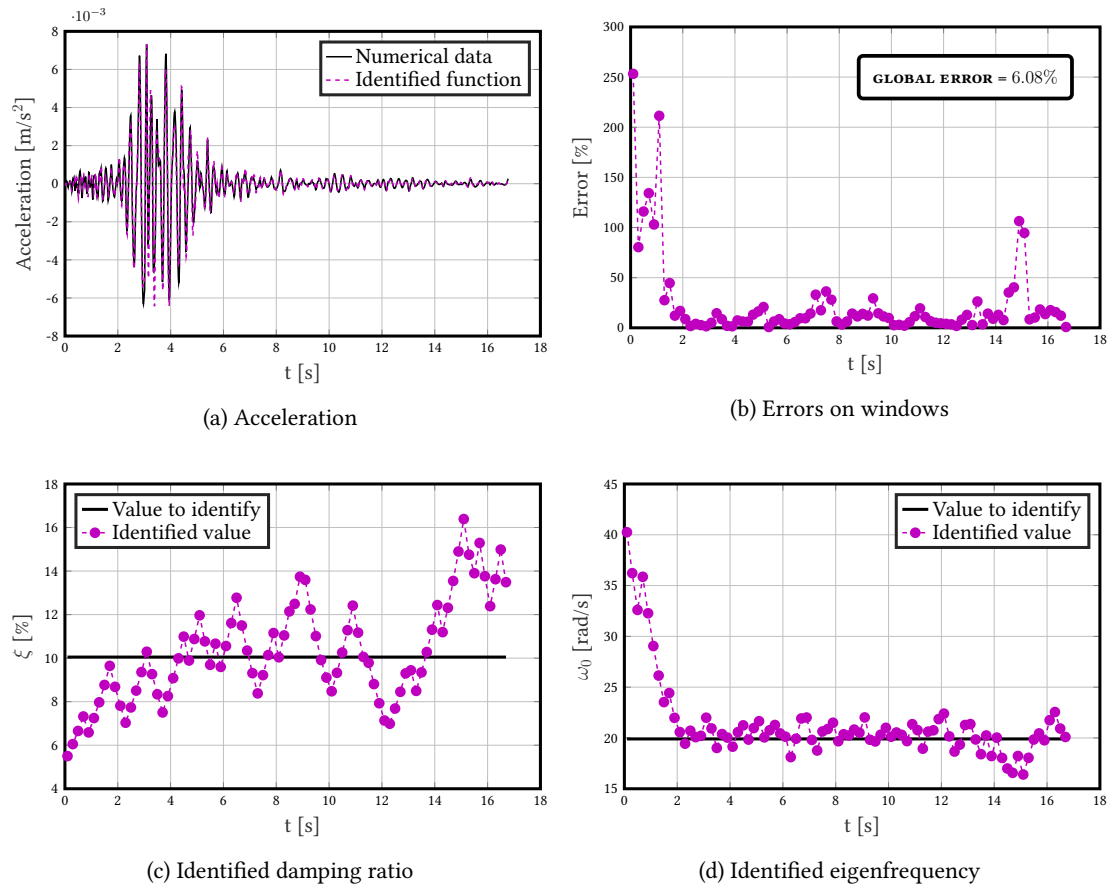 ·10⁻³
8
6
4
2
0
-2
-4
-6
-8
0 2 4 6 8 10 12 14 16 18
Acceleration [m/s²]
t [s]
Numerical data
Identified function
(a) Acceleration
300
250
200
150
100
50
0
0 2 4 6 8 10 12 14 16 18
Error [%]
t [s]
GLOBAL ERROR = 6.08%
(b) Errors on windows
18
16
14
12
10
8
6
4
0 2 4 6 8 10 12 14 16 18
ξ [%]
t [s]
Value to identify
Identified value
(c) Identified damping ratio
45
40
35
30
25
20
15
0 2 4 6 8 10 12 14 16 18
ω₀ [rad/s]
t [s]
Value to identify
Identified value
(d) Identified eigenfrequency